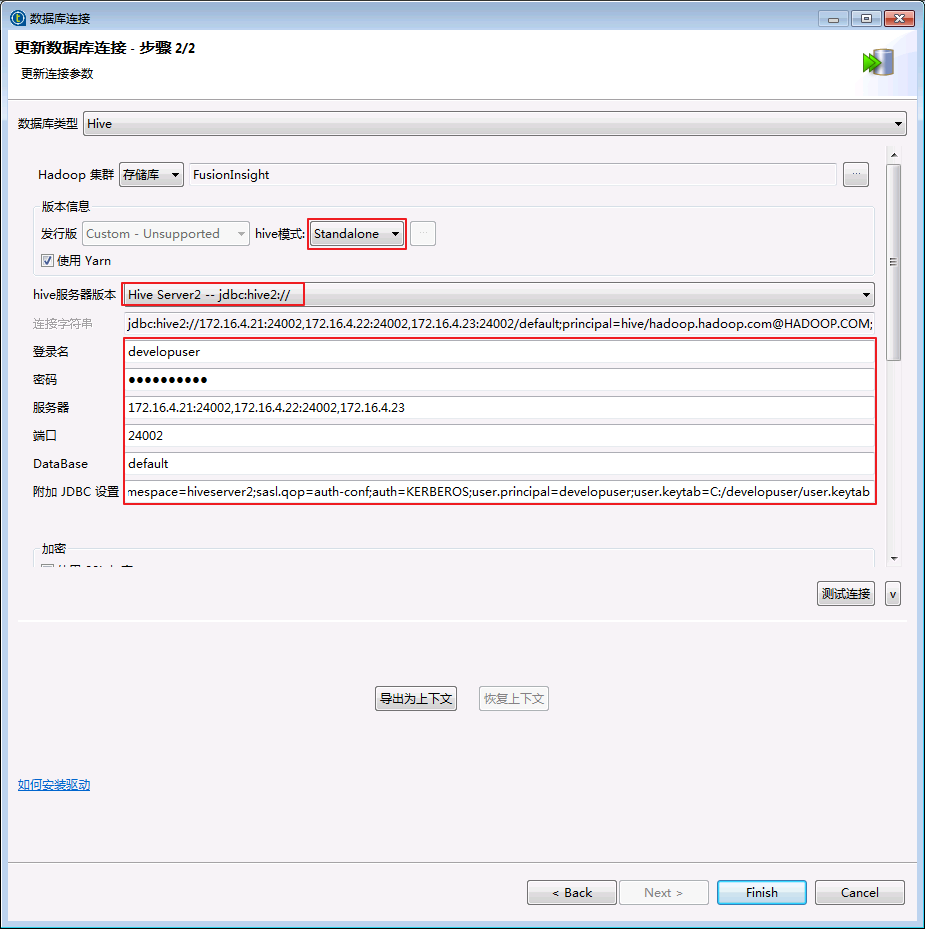 数据库连接
更新数据库连接 - 步骤 2/2
更新连接参数
数据库类型 Hive
Hadoop 集群 存储库 FusionInsight ...
版本信息
发行版 Custom - Unsupported hive模式: Standalone ...
使用 Yarn
hive服务器版本 Hive Server2 -- jdbc:hive2://
连接字符串 jdbc:hive2://172.16.4.21:24002,172.16.4.22:24002,172.16.4.23:24002/default;principal=hive/hadoop.hadoop.com@HADOOP.COM;
登录名 developuser
密码 ●●●●●●●●●●
服务器 172.16.4.21:24002,172.16.4.22:24002,172.16.4.23
端口 24002
DataBase default
附加 JDBC 设置 mespace=hiveserver2;sasl.qop=auth-conf;auth=KERBEROS;user.principal=developuser;user.keytab=C:/developuser/user.keytab
加密
测试连接 v
导出为上下文 恢复上下文
如何安装驱动
< Back Next > Finish Cancel